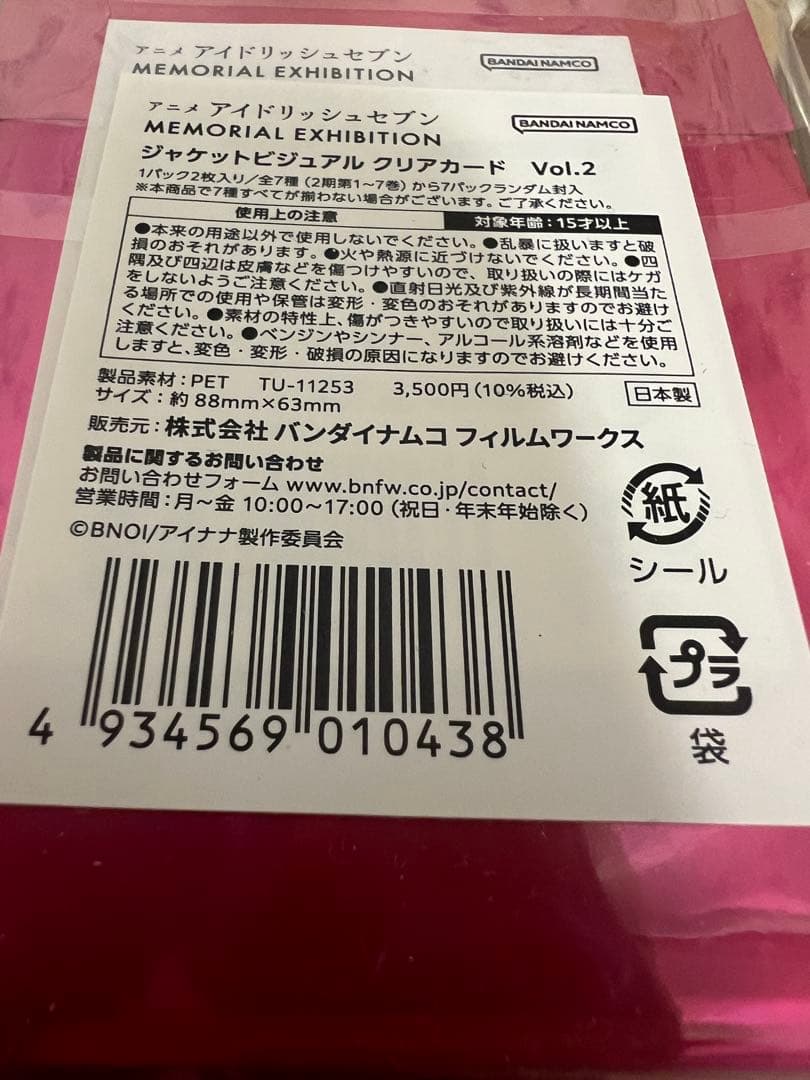 アニメ アイドリッシュセブン
MEMORIAL EXHIBITION
BANDAI NAMCO
アニメ アイドリッシュセブン
MEMORIAL EXHIBITION
BANDAI NAMCO
ジャケットビジュアル クリアカード Vol.2
1パック2枚入り/全7種（2期第1～7巻）から7パックランダム封入
※本商品で7種すべてが揃わない場合がございます。ご了承ください。
使用上の注意
対象年齢：15才以上
●本来の用途以外で使用しないでください。●乱暴に扱いますと破
損のおそれがあります。●火や熱源に近づけないでください。●四
隅及び四辺は皮膚などを傷つけやすいので、取り扱いの際にはケガ
をしないようご注意ください。●直射日光及び紫外線が長期間当た
る場所での使用や保管は変形・変色のおそれがありますのでお避け
ください。●素材の特性上、傷がつきやすいので取り扱いには十分ご
注意ください。●ベンジンやシンナー、アルコール系溶剤などを使用
しますと、変色・変形・破損の原因になりますのでお避けください。
製品素材：PET TU-11253 3,500円（10%税込）
日本製
サイズ：約88mm×63mm
販売元：株式会社 バンダイナムコ フィルムワークス
製品に関するお問い合わせ
お問い合わせフォーム www.bnfw.co.jp/contact/
営業時間：月～金 10:00～17:00（祝日・年末年始除く）
©BNOI/アイナナ製作委員会
紙
シール
プラ
袋
4 934569 010438